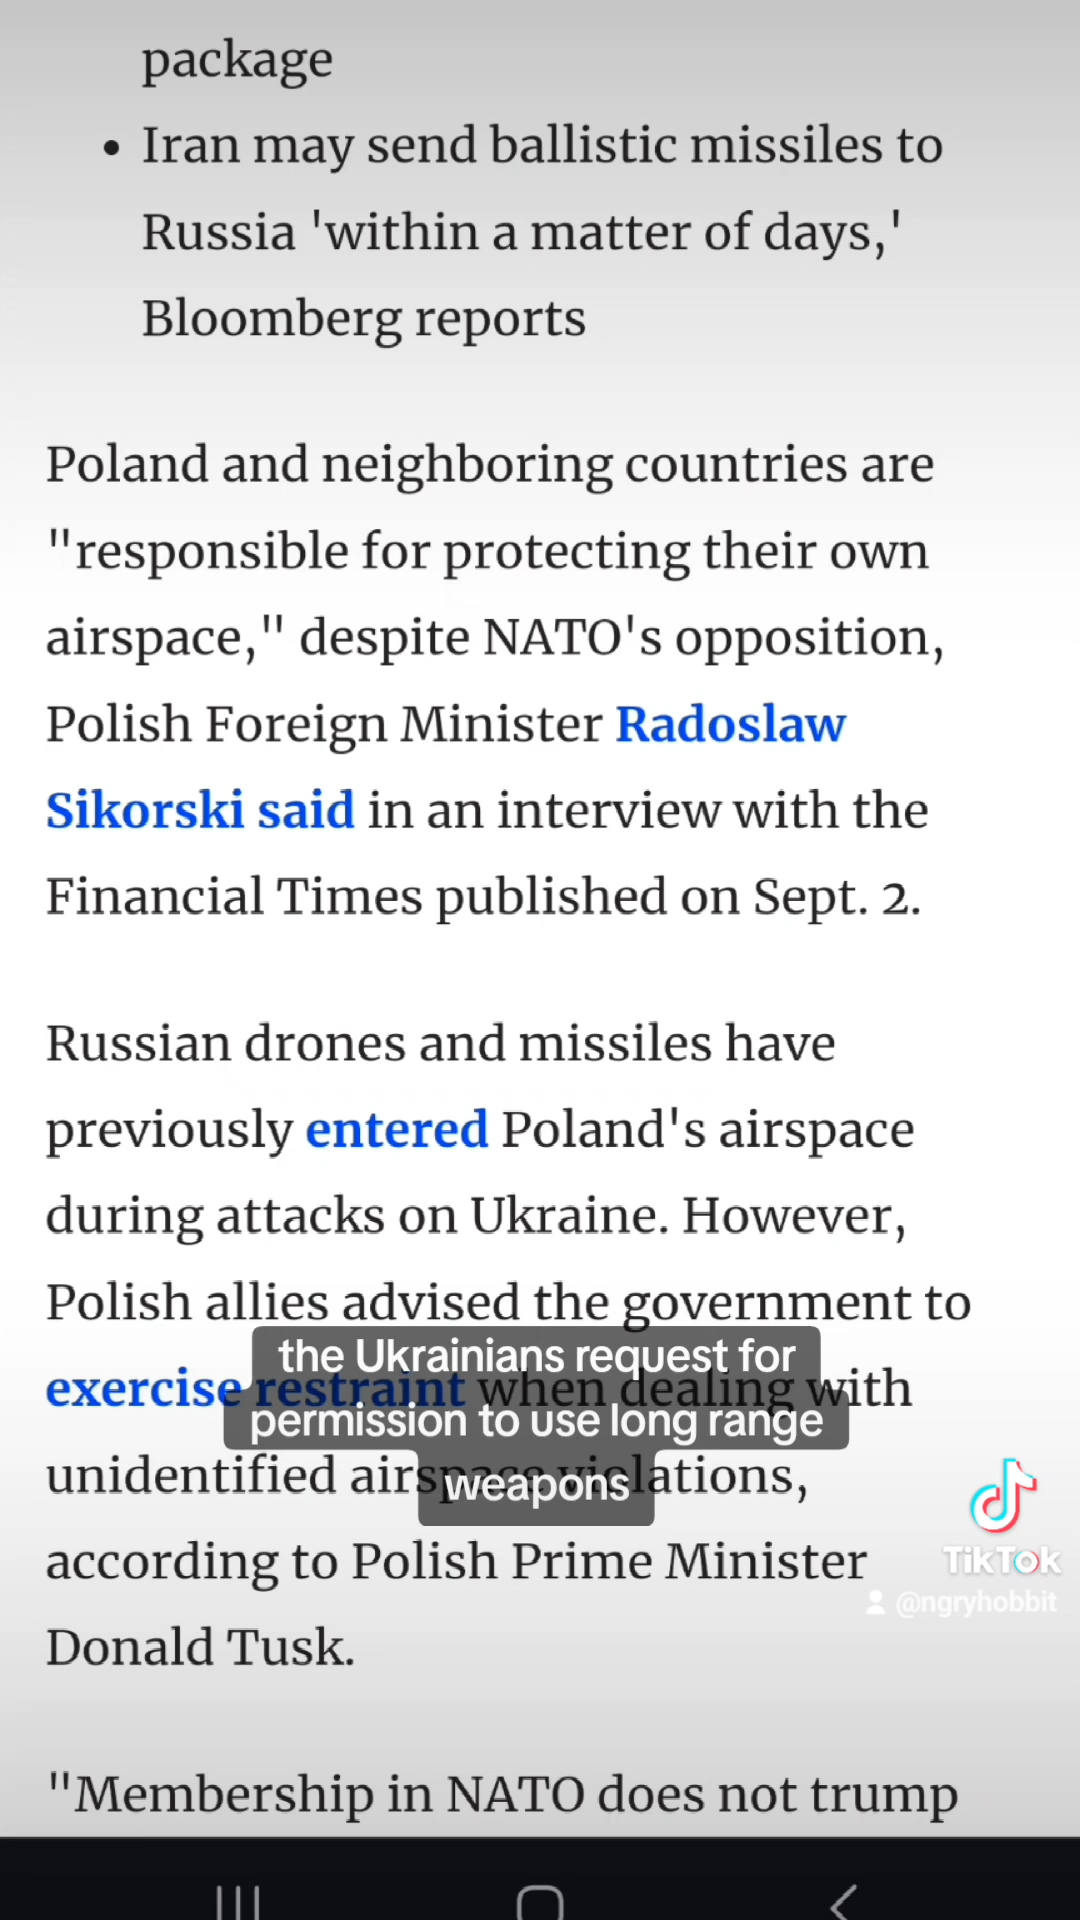 package
• Iran may send ballistic missiles to
Russia 'within a matter of days,'
Bloomberg reports
Poland and neighboring countries are
"responsible for protecting their own
airspace," despite NATO's opposition,
Polish Foreign Minister Radoslaw
Sikorski said in an interview with the
Financial Times published on Sept. 2.
Russian drones and missiles have
previously entered Poland's airspace
during attacks on Ukraine. However,
Polish allies advised the government to
exercise restraint when dealing with
unidentified airspace violations,
according to Polish Prime Minister
Donald Tusk.
"Membership in NATO does not trump
the Ukrainians request for
permission to use long range
weapons
TikTok
@ngryhobbit